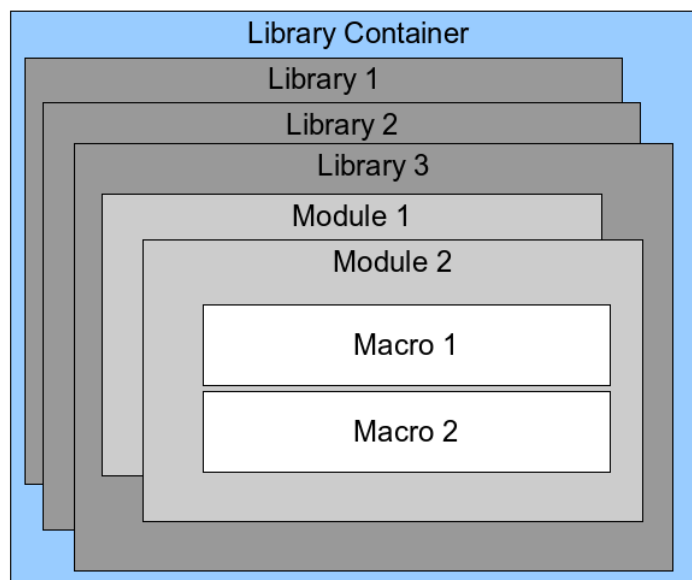 Library Container
Library 1
Library 2
Library 3
Module 1
Module 2
Macro 1
Macro 2